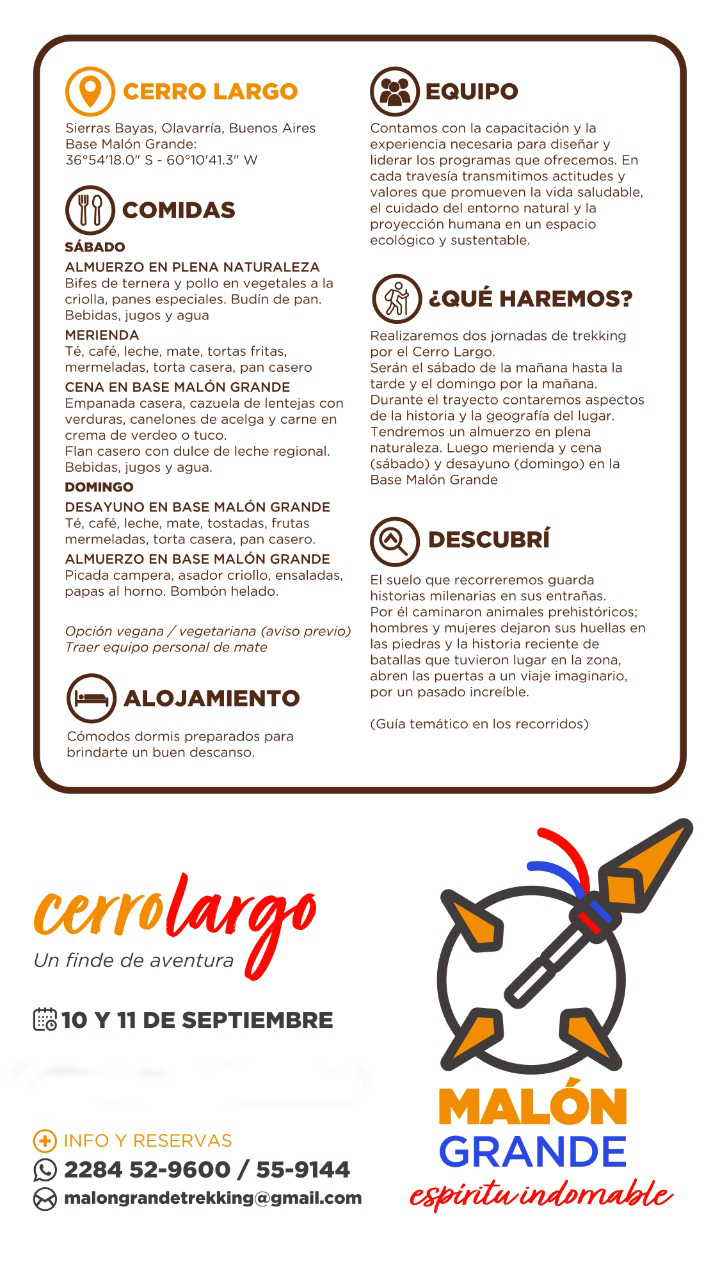 CERRO LARGO
Sierras Bayas, Olavarría, Buenos Aires
Base Malón Grande:
36°54'18.0" S - 60°10'41.3" W
COMIDAS
SÁBADO
ALMUERZO EN PLENA NATURALEZA
Bifes de ternera y pollo en vegetales a la
criolla, panes especiales. Budín de pan.
Bebidas, jugos y agua
MERIENDA
Té, café, leche, mate, tortas fritas,
mermeladas, torta casera, pan casero
CENA EN BASE MALÓN GRANDE
Empanada casera, cazuela de lentejas con
verduras, canelones de acelga y carne en
crema de verdeo o tuco.
Flan casero con dulce de leche regional.
Bebidas, jugos y agua.
DOMINGO
DESAYUNO EN BASE MALÓN GRANDE
Té, café, leche, mate, tostadas, frutas
mermeladas, torta casera, pan casero.
ALMUERZO EN BASE MALÓN GRANDE
Picada campera, asador criollo, ensaladas,
papas al horno. Bombón helado.
Opción vegana / vegetariana (aviso previo)
Traer equipo personal de mate
ALOJAMIENTO
Cómodos dormis preparados para
brindarte un buen descanso.
EQUIPO
Contamos con la capacitación y la
experiencia necesaria para diseñar y
liderar los programas que ofrecemos. En
cada travesía transmitimos actitudes y
valores que promueven la vida saludable,
el cuidado del entorno natural y la
proyección humana en un espacio
ecológico y sustentable.
¿QUÉ HAREMOS?
Realizaremos dos jornadas de trekking
por el Cerro Largo.
Serán el sábado de la mañana hasta la
tarde y el domingo por la mañana.
Durante el trayecto contaremos aspectos
de la historia y la geografía del lugar.
Tendremos un almuerzo en plena
naturaleza. Luego merienda y cena
(sábado) y desayuno (domingo) en la
Base Malón Grande
DESCUBRÍ
El suelo que recorreremos guarda
historias milenarias en sus entrañas.
Por él caminaron animales prehistóricos;
hombres y mujeres dejaron sus huellas en
las piedras y la historia reciente de
batallas que tuvieron lugar en la zona,
abren las puertas a un viaje imaginario,
por un pasado increíble.
(Guía temático en los recorridos)
cerrolargo
Un finde de aventura
10 Y 11 DE SEPTIEMBRE
INFO Y RESERVAS
2284 52-9600 / 55-9144
malongrandetrekking@gmail.com
MALÓN
GRANDE
espíritu indomable